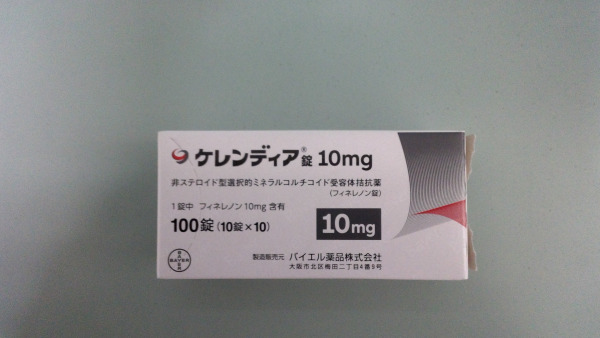 ケレンディア®錠 10mg
非ステロイド型選択的ミネラルコルチコイド受容体拮抗薬
(フィネレノン錠)
1錠中 フィネレノン10mg 含有
100錠(10錠×10)
10mg
BAYER
BAYER
製造販売元 バイエル薬品株式会社
大阪市北区梅田二丁目4番9号